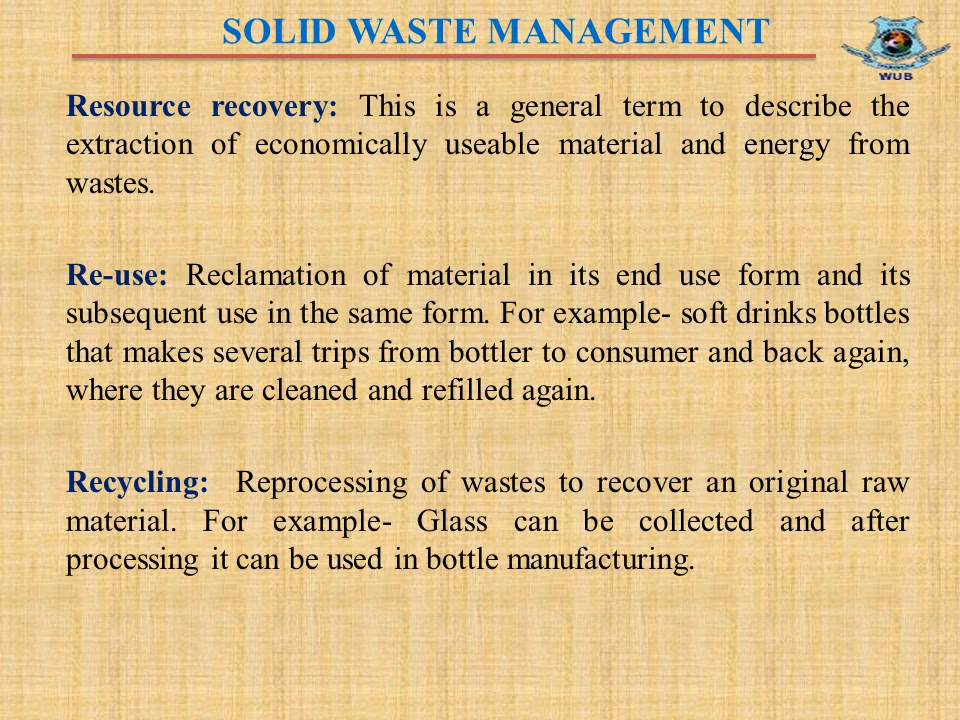 SOLID WASTE MANAGEMENT
WUB
Resource recovery: This is a general term to describe the
extraction of economically useable material and energy from
wastes.
Re-use: Reclamation of material in its end use form and its
subsequent use in the same form. For example- soft drinks bottles
that makes several trips from bottler to consumer and back again,
where they are cleaned and refilled again.
Recycling: Reprocessing of wastes to recover an original raw
material. For example- Glass can be collected and after
processing it can be used in bottle manufacturing.